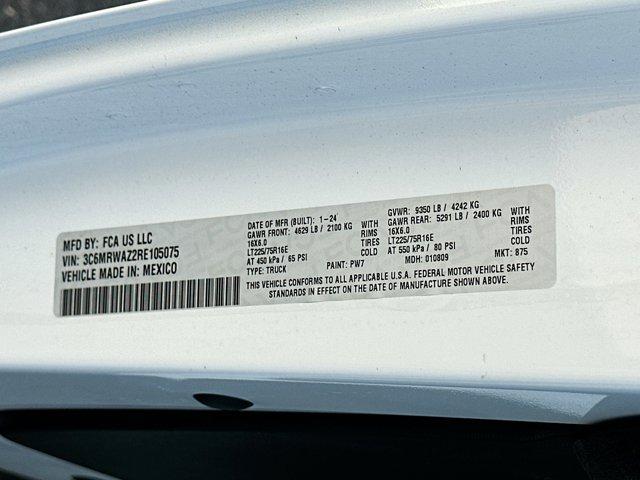 MFD BY: FCA US LLC
VIN: 3C6MRWAZ2RE105075
VEHICLE MADE IN: MEXICO
DATE OF MFR (BUILT): 1-24
GAWR FRONT: 4629 LB / 2100 KG WITH
16X6.0 RIMS
LT225/75R16E TIRES
AT 450 kPa / 65 PSI COLD
TYPE: TRUCK PAINT: PW7
GVWR: 9350 LB / 4242 KG
GAWR REAR: 5291 LB / 2400 KG WITH
16X6.0 RIMS
LT225/75R16E TIRES
AT 550 kPa / 80 PSI COLD
MDH: 010809 MKT: 875
THIS VEHICLE CONFORMS TO ALL APPLICABLE U.S.A. FEDERAL MOTOR VEHICLE SAFETY
STANDARDS IN EFFECT ON THE DATE OF MANUFACTURE SHOWN ABOVE.